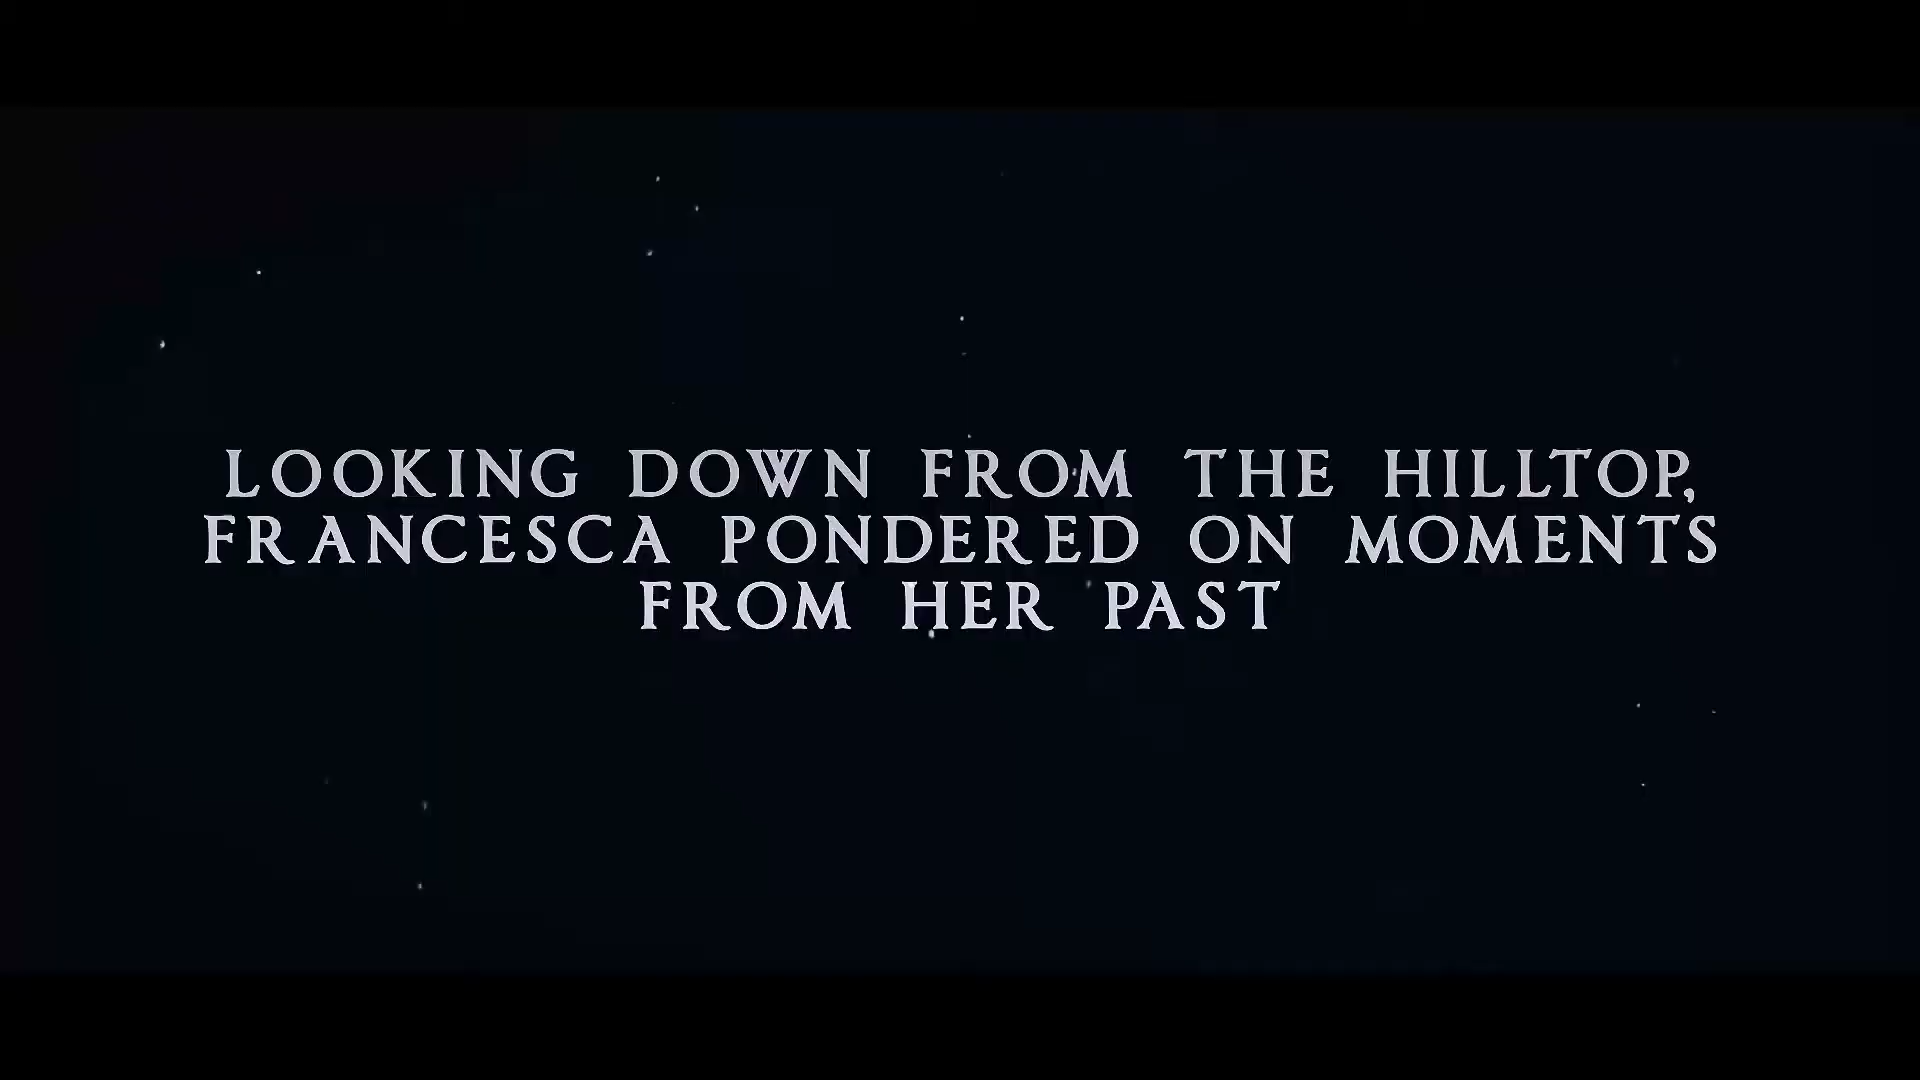 LOOKING DOWN FROM THE HILLTOP,
FRANCESCA PONDERED ON MOMENTS
FROM HER PAST